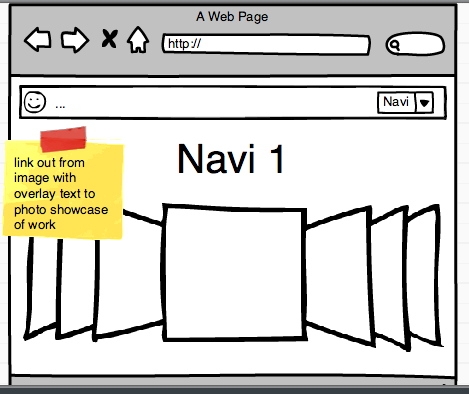 A Web Page
http://
...
Navi
Navi 1
link out from
image with
overlay text to
photo showcase
of work